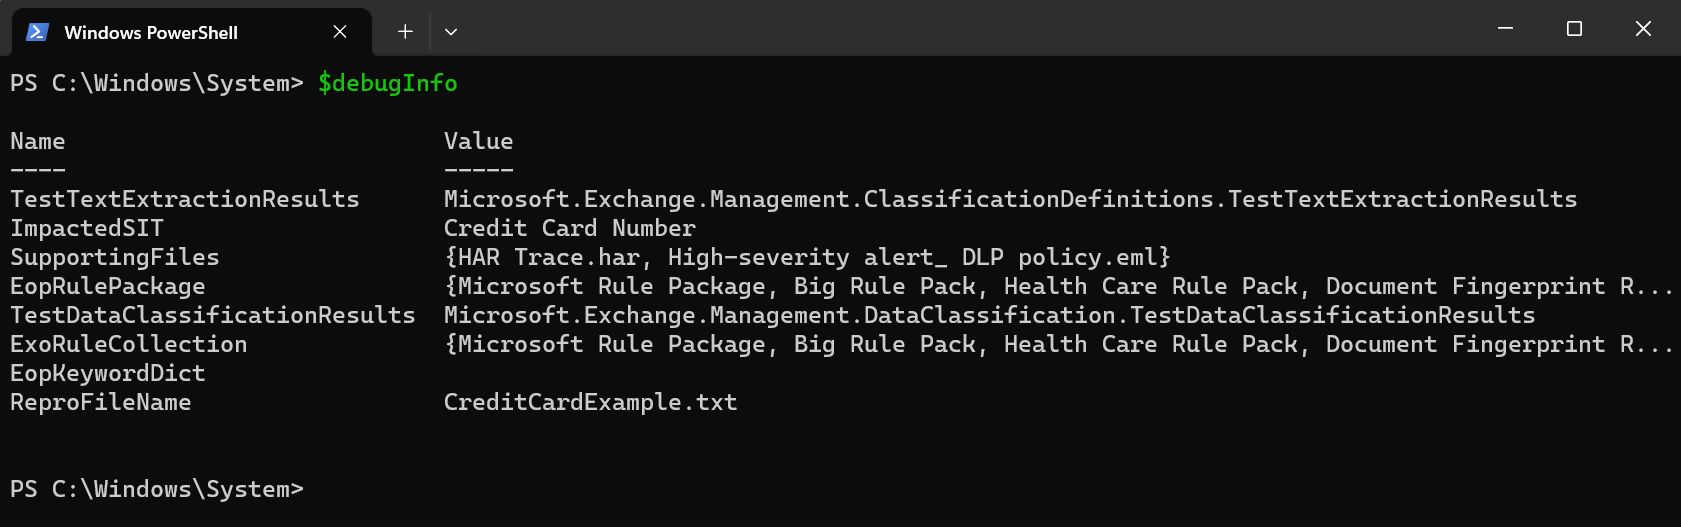 Windows PowerShell
PS C:\Windows\System> $debugInfo
Name                           Value
----                           -----
TestTextExtractionResults      Microsoft.Exchange.Management.ClassificationDefinitions.TestTextExtractionResults
ImpactedSIT                    Credit Card Number
SupportingFiles                {HAR Trace.har, High-severity alert_ DLP policy.eml}
EopRulePackage                 {Microsoft Rule Package, Big Rule Pack, Health Care Rule Pack, Document Fingerprint R...
TestDataClassificationResults  Microsoft.Exchange.Management.DataClassification.TestDataClassificationResults
ExoRuleCollection              {Microsoft Rule Package, Big Rule Pack, Health Care Rule Pack, Document Fingerprint R...
EopKeywordDict
ReproFileName                  CreditCardExample.txt
PS C:\Windows\System>